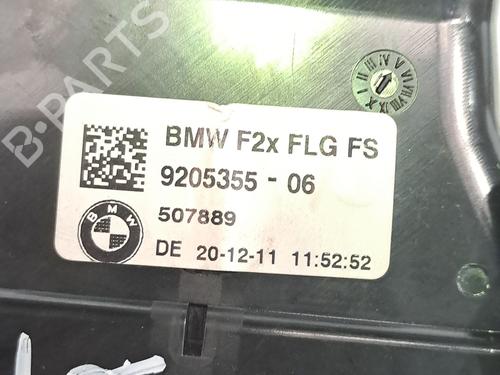 B-PARTS
BMW F2x FLG FS
9205355 - 06
507889
BMW
DE 20-12-11 11:52:52